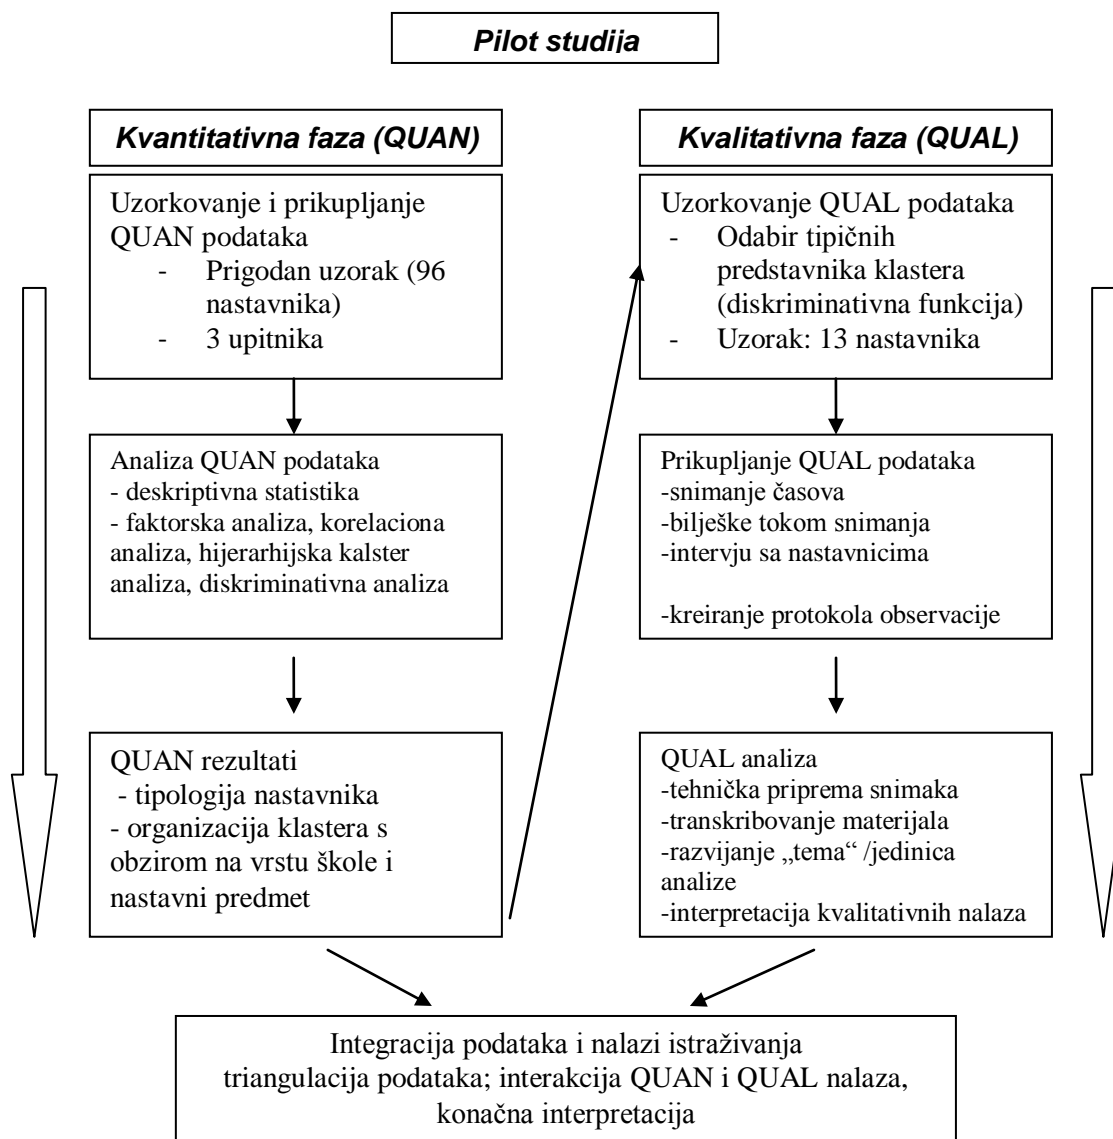 Pilot studija
Kvantitativna faza (QUAN)
Uzorkovanje i prikupljanje
QUAN podataka
- Prigodan uzorak (96
nastavnika)
- 3 upitnika
Analiza QUAN podataka
- deskriptivna statistika
- faktorska analiza, korelaciona
analiza, hijerarhijska kalster
analiza, diskriminativna analiza
QUAN rezultati
- tipologija nastavnika
- organizacija klastera s
obzirom na vrstu škole i
nastavni predmet
Kvalitativna faza (QUAL)
Uzorkovanje QUAL podataka
- Odabir tipičnih
predstavnika klastera
(diskriminativna funkcija)
- Uzorak: 13 nastavnika
Prikupljanje QUAL podataka
-snimanje časova
-bilješke tokom snimanja
-intervju sa nastavnicima
-kreiranje protokola observacije
QUAL analiza
-tehnička priprema snimaka
-transkribovanje materijala
-razvijanje „tema“ /jedinica
analize
-interpretacija kvalitativnih nalaza
Integracija podataka i nalazi istraživanja
triangulacija podataka; interakcija QUAN i QUAL nalaza,
konačna interpretacija